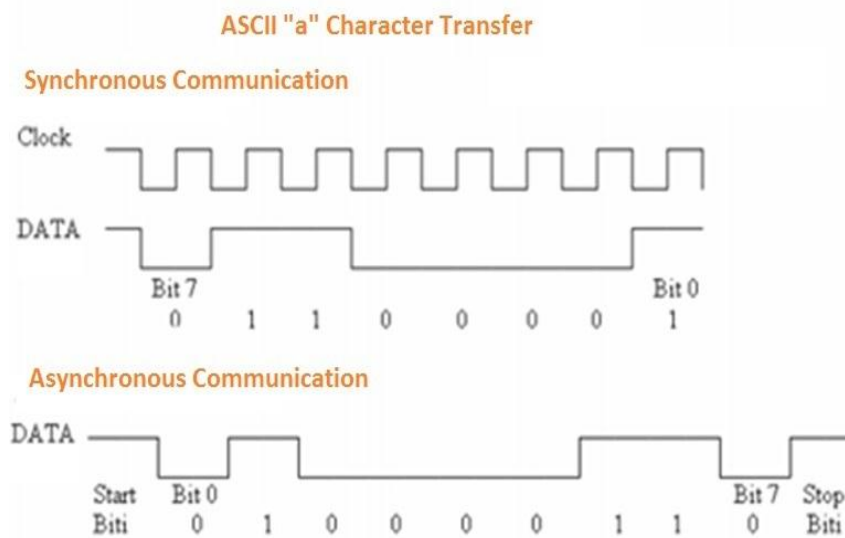 ASCII "a" Character Transfer
Synchronous Communication
Clock
DATA
Bit 7 Bit 0
0 1 1 0 0 0 0 1
Asynchronous Communication
DATA
Start Bit 0 Bit 7 Stop
Biti 0 1 0 0 0 0 1 1 0 Biti